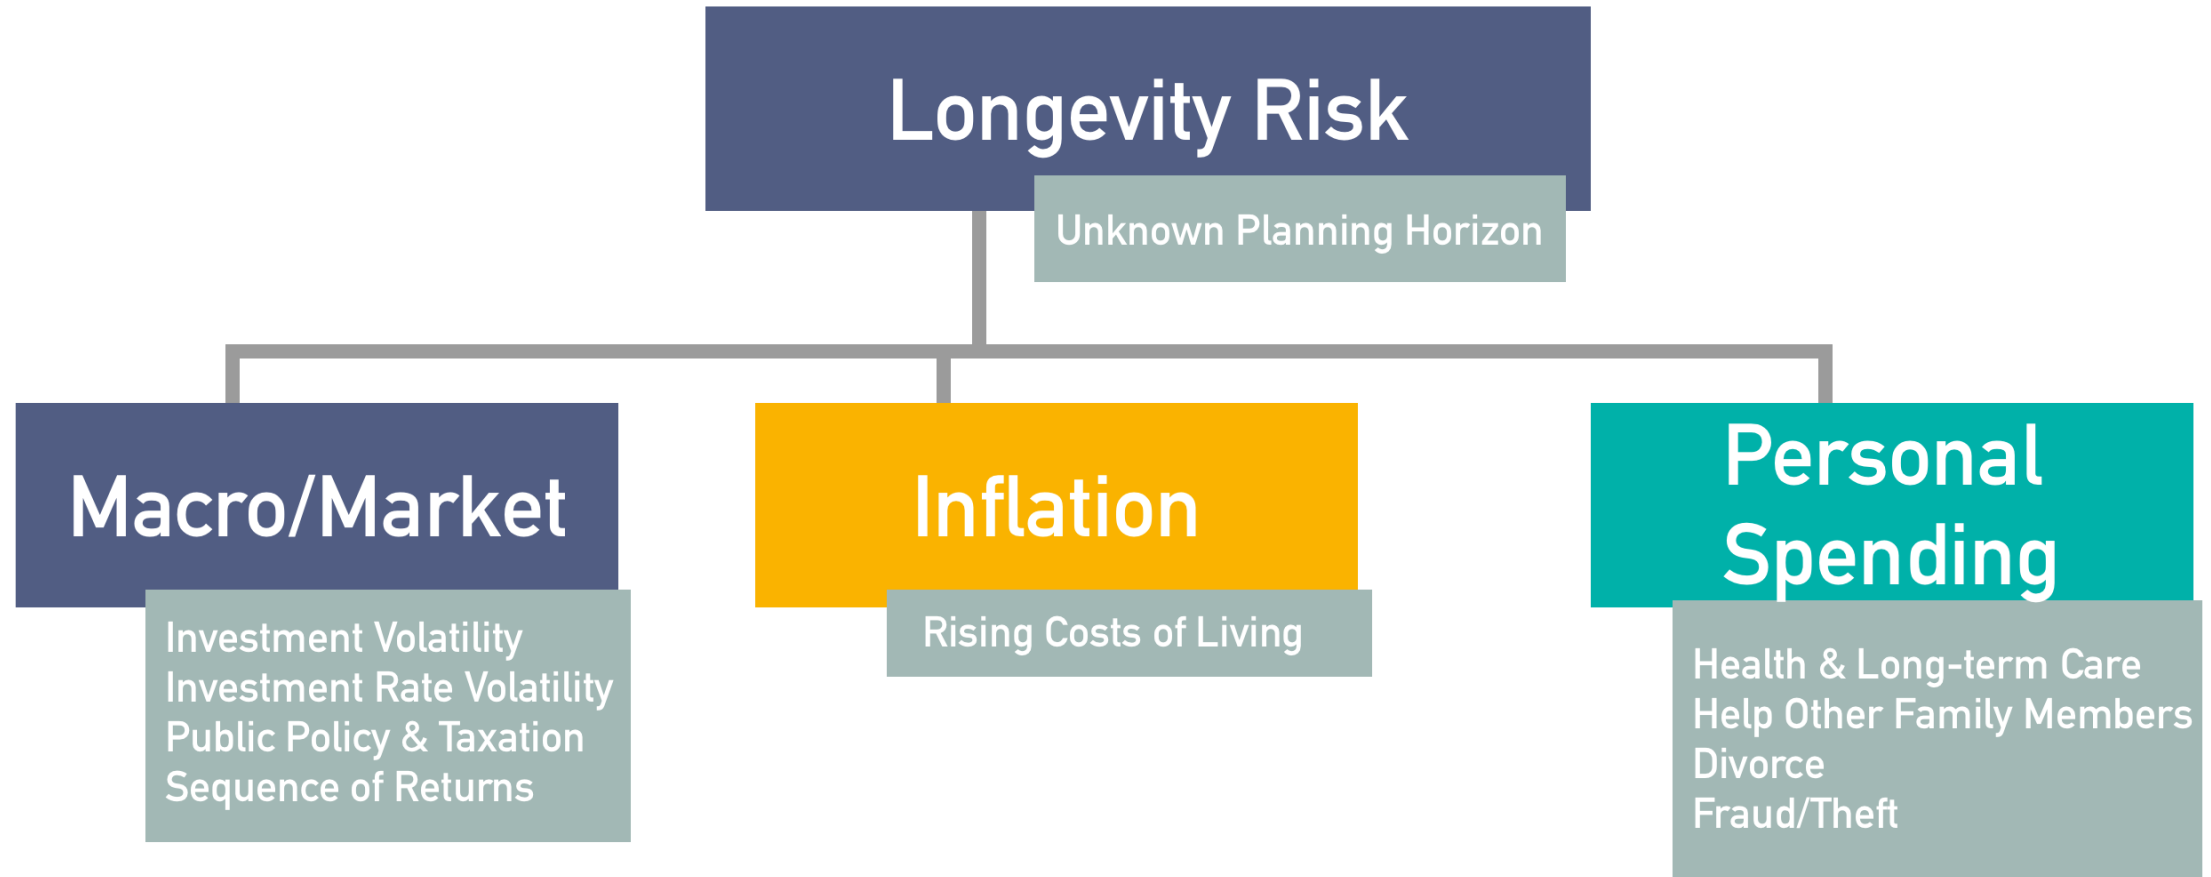 Longevity Risk
Unknown Planning Horizon
Macro/Market
Investment Volatility
Investment Rate Volatility
Public Policy & Taxation
Sequence of Returns
Inflation
Rising Costs of Living
Personal
Spending
Health & Long-term Care
Help Other Family Members
Divorce
Fraud/Theft